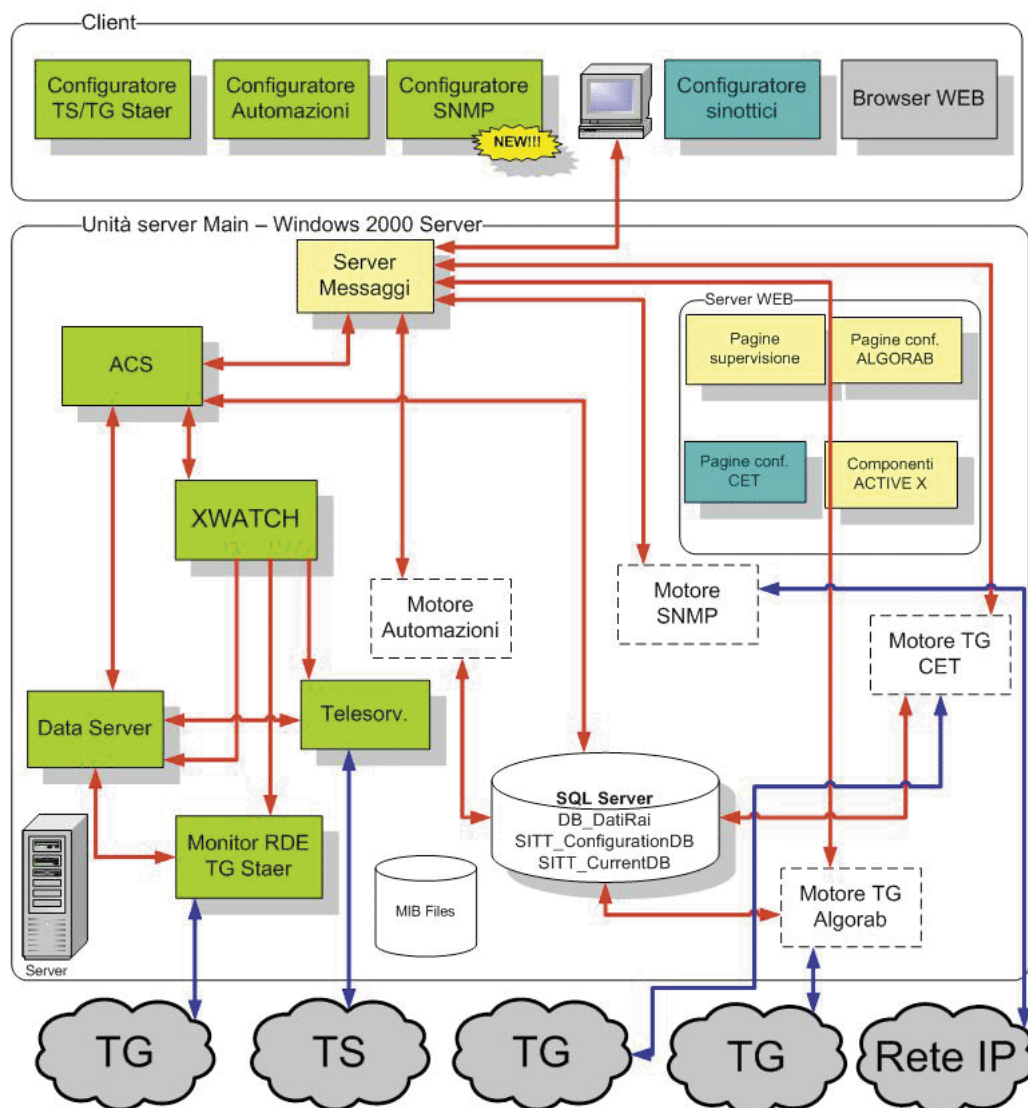 Client
Configuratore
TS/TG Staer
Configuratore
Automazioni
Configuratore
SNMP
NEW!!!
Configuratore
sinottici
Browser WEB
Unità server Main – Windows 2000 Server
Server
Messaggi
Server WEB
Pagine
supervisione
Pagine conf.
ALGORAB
Pagine conf.
CET
Componenti
ACTIVE X
ACS
XWATCH
Motore
Automazioni
Motore
SNMP
Motore TG
CET
Data Server
Telesorv.
SQL Server
DB_DatiRai
SITT_ConfigurationDB
SITT_CurrentDB
Monitor RDE
TG Staer
MIB Files
Motore TG
Algorab
Server
TG
TS
TG
TG
Rete IP